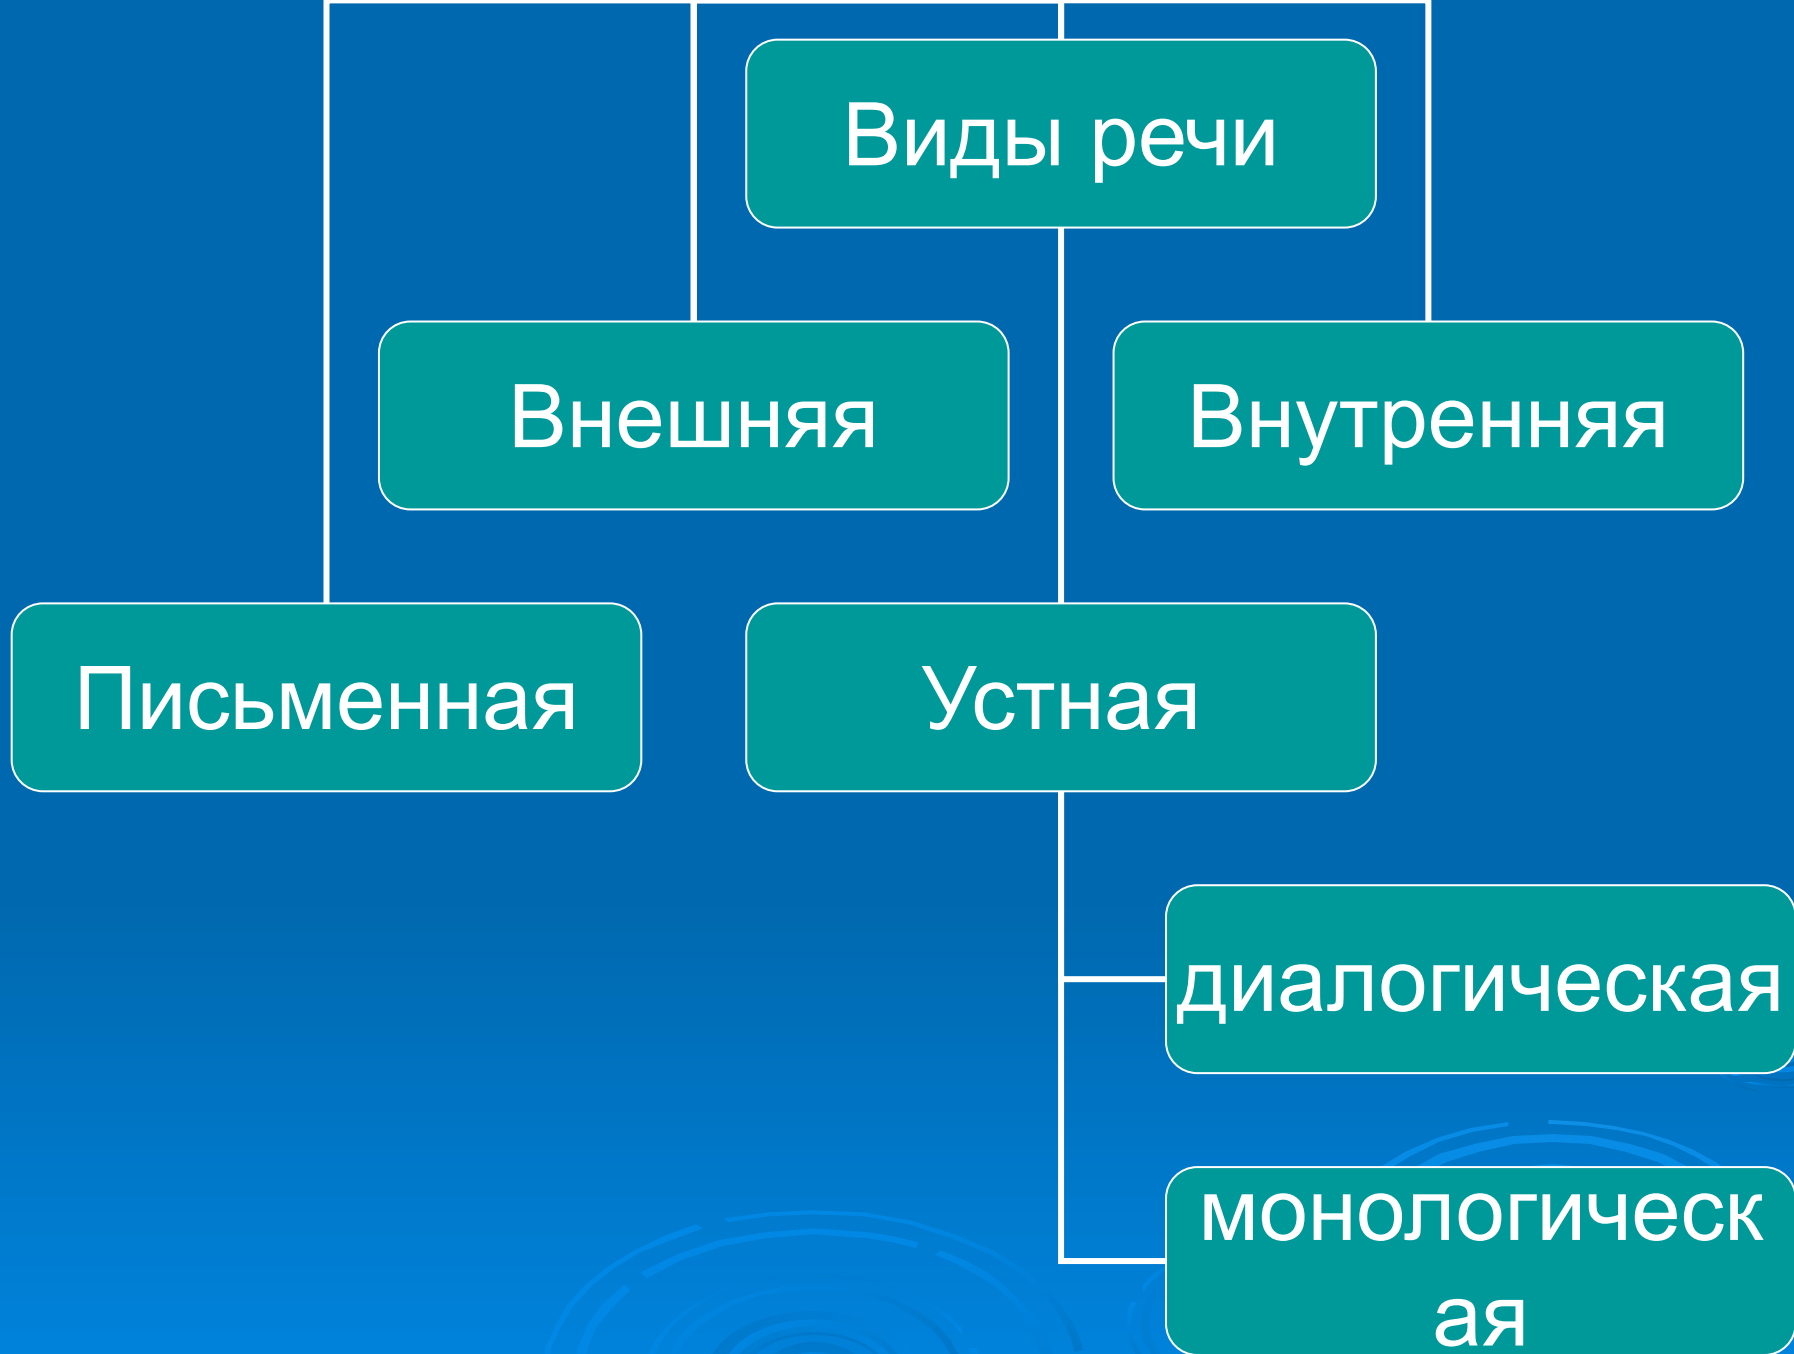 Виды речи
Внешняя
Внутренняя
Письменная
Устная
диалогическая
монологическ
ая